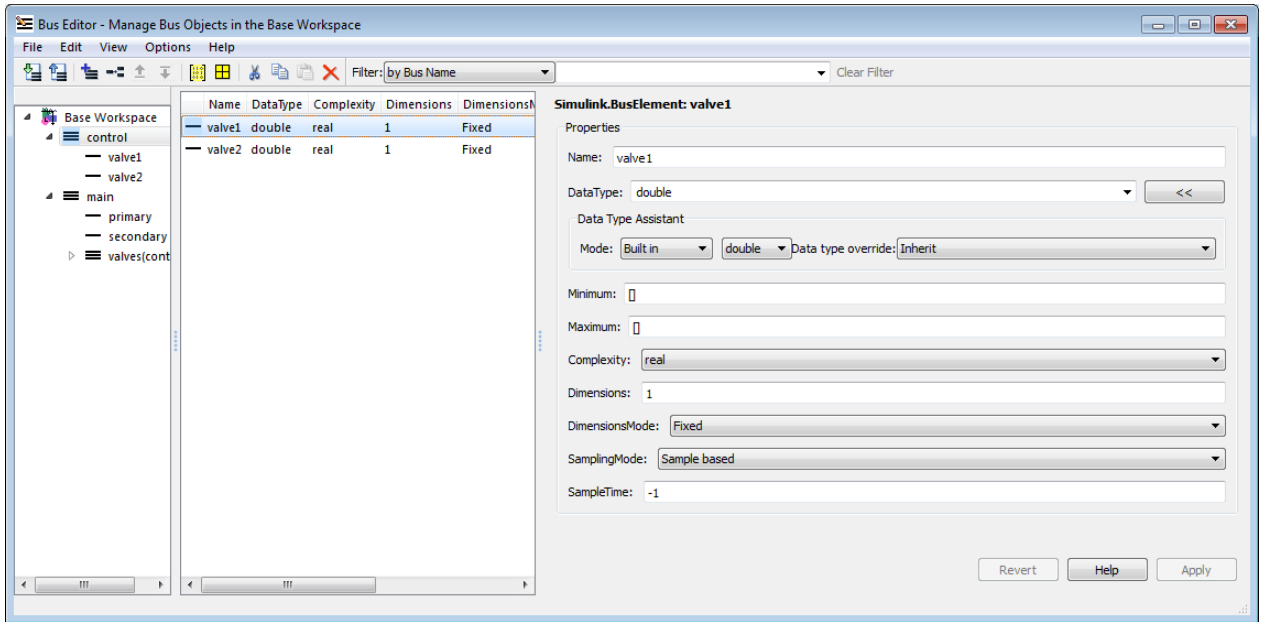 Bus Editor - Manage Bus Objects in the Base Workspace
File Edit View Options Help
Filter: by Bus Name Clear Filter
Base Workspace
control
valve1
valve2
main
primary
secondary
valves(cont
Name DataType Complexity Dimensions DimensionsM
valve1 double real 1 Fixed
valve2 double real 1 Fixed
Simulink.BusElement: valve1
Properties
Name: valve1
DataType: double <<
Data Type Assistant
Mode: Built in double Data type override: Inherit
Minimum: []
Maximum: []
Complexity: real
Dimensions: 1
DimensionsMode: Fixed
SamplingMode: Sample based
SampleTime: -1
Revert Help Apply